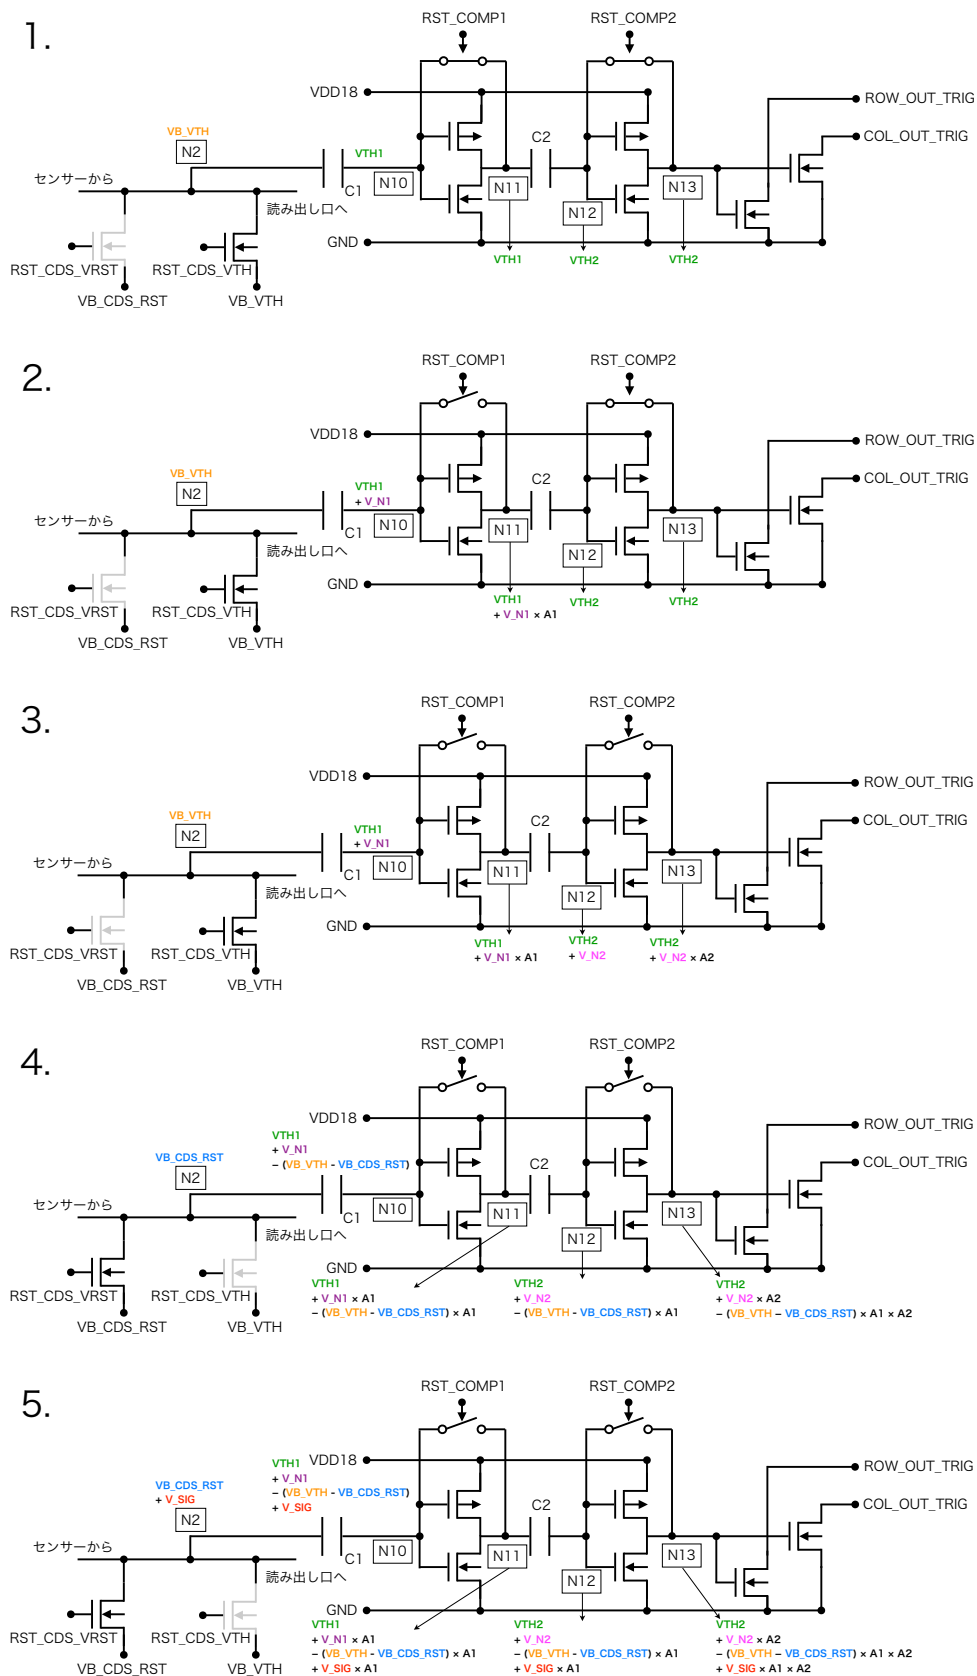 1.
RST_COMP1
RST_COMP2
VDD18
ROW_OUT_TRIG
VB_VTH
C2
COL_OUT_TRIG
N2
VTH1
センサーから
C1
N10
N11
N13
読み出し口へ
N12
RST_CDS_VRST
RST_CDS_VTH
GND
VTH1
VTH2
VTH2
VB_CDS_RST
VB_VTH
2.
RST_COMP1
RST_COMP2
VDD18
ROW_OUT_TRIG
VB_VTH
C2
COL_OUT_TRIG
N2
VTH1
+ V_N1
センサーから
C1
N10
N11
N13
読み出し口へ
N12
RST_CDS_VRST
RST_CDS_VTH
GND
VTH1
+ V_N1 × A1
VTH2
VTH2
VB_CDS_RST
VB_VTH
3.
RST_COMP1
RST_COMP2
VDD18
ROW_OUT_TRIG
VB_VTH
C2
COL_OUT_TRIG
N2
VTH1
+ V_N1
センサーから
C1
N10
N11
N13
読み出し口へ
N12
RST_CDS_VRST
RST_CDS_VTH
GND
VTH1
+ V_N1 × A1
VTH2
+ V_N2
VTH2
+ V_N2 × A2
VB_CDS_RST
VB_VTH
4.
RST_COMP1
RST_COMP2
VDD18
ROW_OUT_TRIG
VTH1
+ V_N1
– (VB_VTH - VB_CDS_RST)
VB_CDS_RST
C2
COL_OUT_TRIG
N2
センサーから
C1
N10
N11
N13
読み出し口へ
N12
RST_CDS_VRST
RST_CDS_VTH
GND
VTH1
+ V_N1 × A1
– (VB_VTH - VB_CDS_RST) × A1
VTH2
+ V_N2
– (VB_VTH - VB_CDS_RST) × A1
VTH2
+ V_N2 × A2
– (VB_VTH – VB_CDS_RST) × A1 × A2
VB_CDS_RST
VB_VTH
5.
RST_COMP1
RST_COMP2
VDD18
ROW_OUT_TRIG
VTH1
+ V_N1
– (VB_VTH - VB_CDS_RST)
+ V_SIG
VB_CDS_RST
+ V_SIG
C2
COL_OUT_TRIG
N2
センサーから
C1
N10
N11
N13
読み出し口へ
N12
RST_CDS_VRST
RST_CDS_VTH
GND
VTH1
+ V_N1 × A1
– (VB_VTH - VB_CDS_RST) × A1
+ V_SIG × A1
VTH2
+ V_N2
– (VB_VTH - VB_CDS_RST) × A1
+ V_SIG × A1
VTH2
+ V_N2 × A2
– (VB_VTH – VB_CDS_RST) × A1 × A2
+ V_SIG × A1 × A2
VB_CDS_RST
VB_VTH